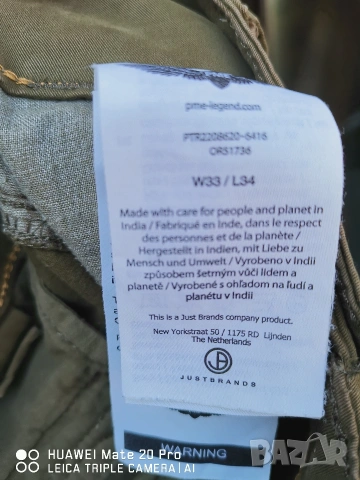 pme-legend.com
PTR2208620-6416
OR51736
W33 / L34
Made with care for people and planet in
India / Fabriqué en Inde, dans le respect
des personnes et de la planète /
Hergestellt in Indien, mit Liebe zu
Mensch und Umwelt / Vyrobeno v Indii
způsobem šetrným vůči lidem a
planetě / Vyrobené s ohľadom na ľudí a
planétu v Indii
This is a Just Brands company product.
New Yorkstraat 50 / 1175 RD Lijnden
The Netherlands
JB
JUSTBRANDS
WARNING
HUAWEI Mate 20 Pro
LEICA TRIPLE CAMERA | AI
BAZAR